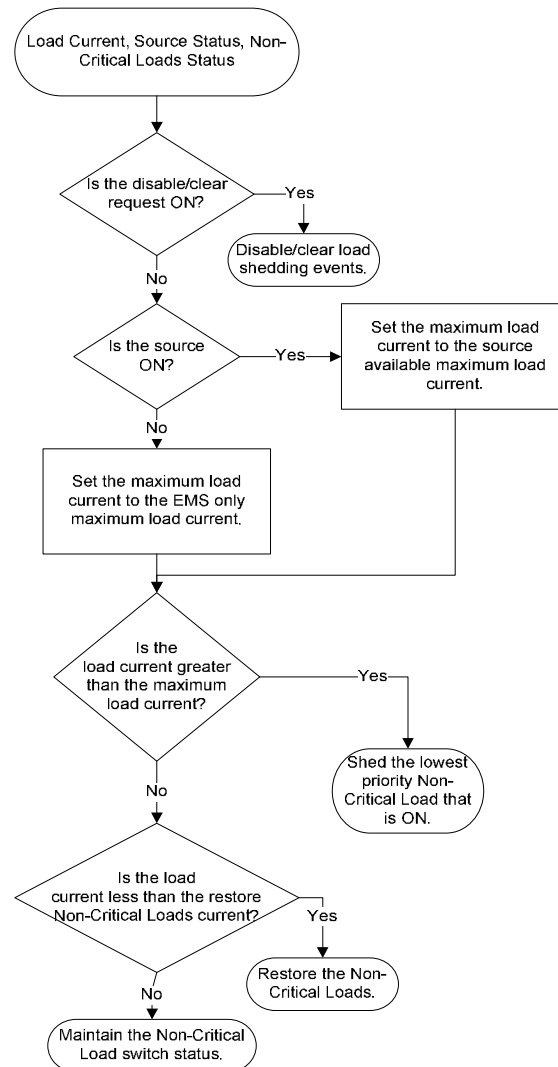 Load Current, Source Status, Non-
Critical Loads Status
Is the disable/clear
request ON?
Yes
Disable/clear load
shedding events.
No
Is the source
ON?
Yes
Set the maximum load
current to the source
available maximum load
current.
No
Set the maximum load
current to the EMS only
maximum load current.
Is the
load current greater
than the maximum
load current?
Yes
Shed the lowest
priority Non-
Critical Load that
is ON.
No
Is the load
current less than the restore
Non-Critical Loads current?
Yes
Restore the Non-
Critical Loads.
No
Maintain the Non-Critical
Load switch status.